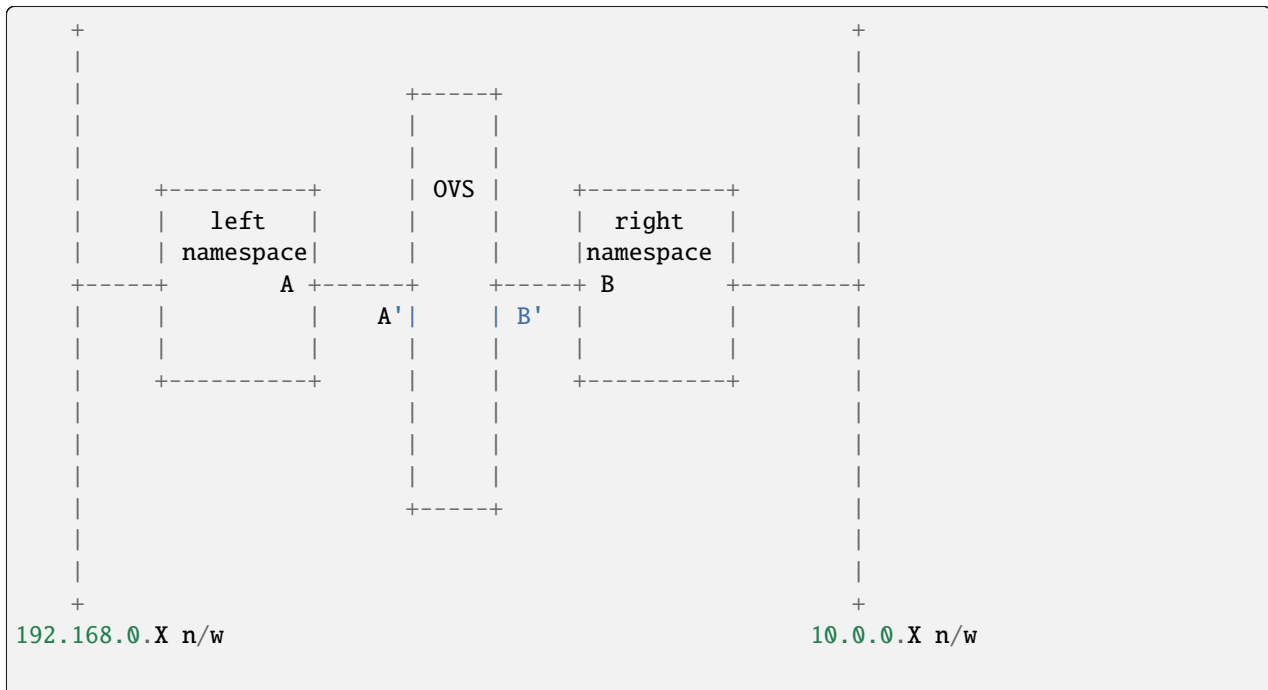 +                                                     +
|                                                     |
|                      +-----+                        |
|                      |     |                        |
|                      |     |                        |
|     +----------+     | OVS |     +----------+       |
|     |   left   |     |     |     |  right   |       |
|     | namespace|     |     |     |namespace |       |
+-----+        A +-----+     +-----+ B        +-------+
|     |          |   A'|     | B'  |          |       |
|     |          |     |     |     |          |       |
|     +----------+     |     |     +----------+       |
|                      |     |                        |
|                      |     |                        |
|                      |     |                        |
|                      +-----+                        |
|                                                     |
|                                                     |
+                                                     +
192.168.0.X n/w                                   10.0.0.X n/w